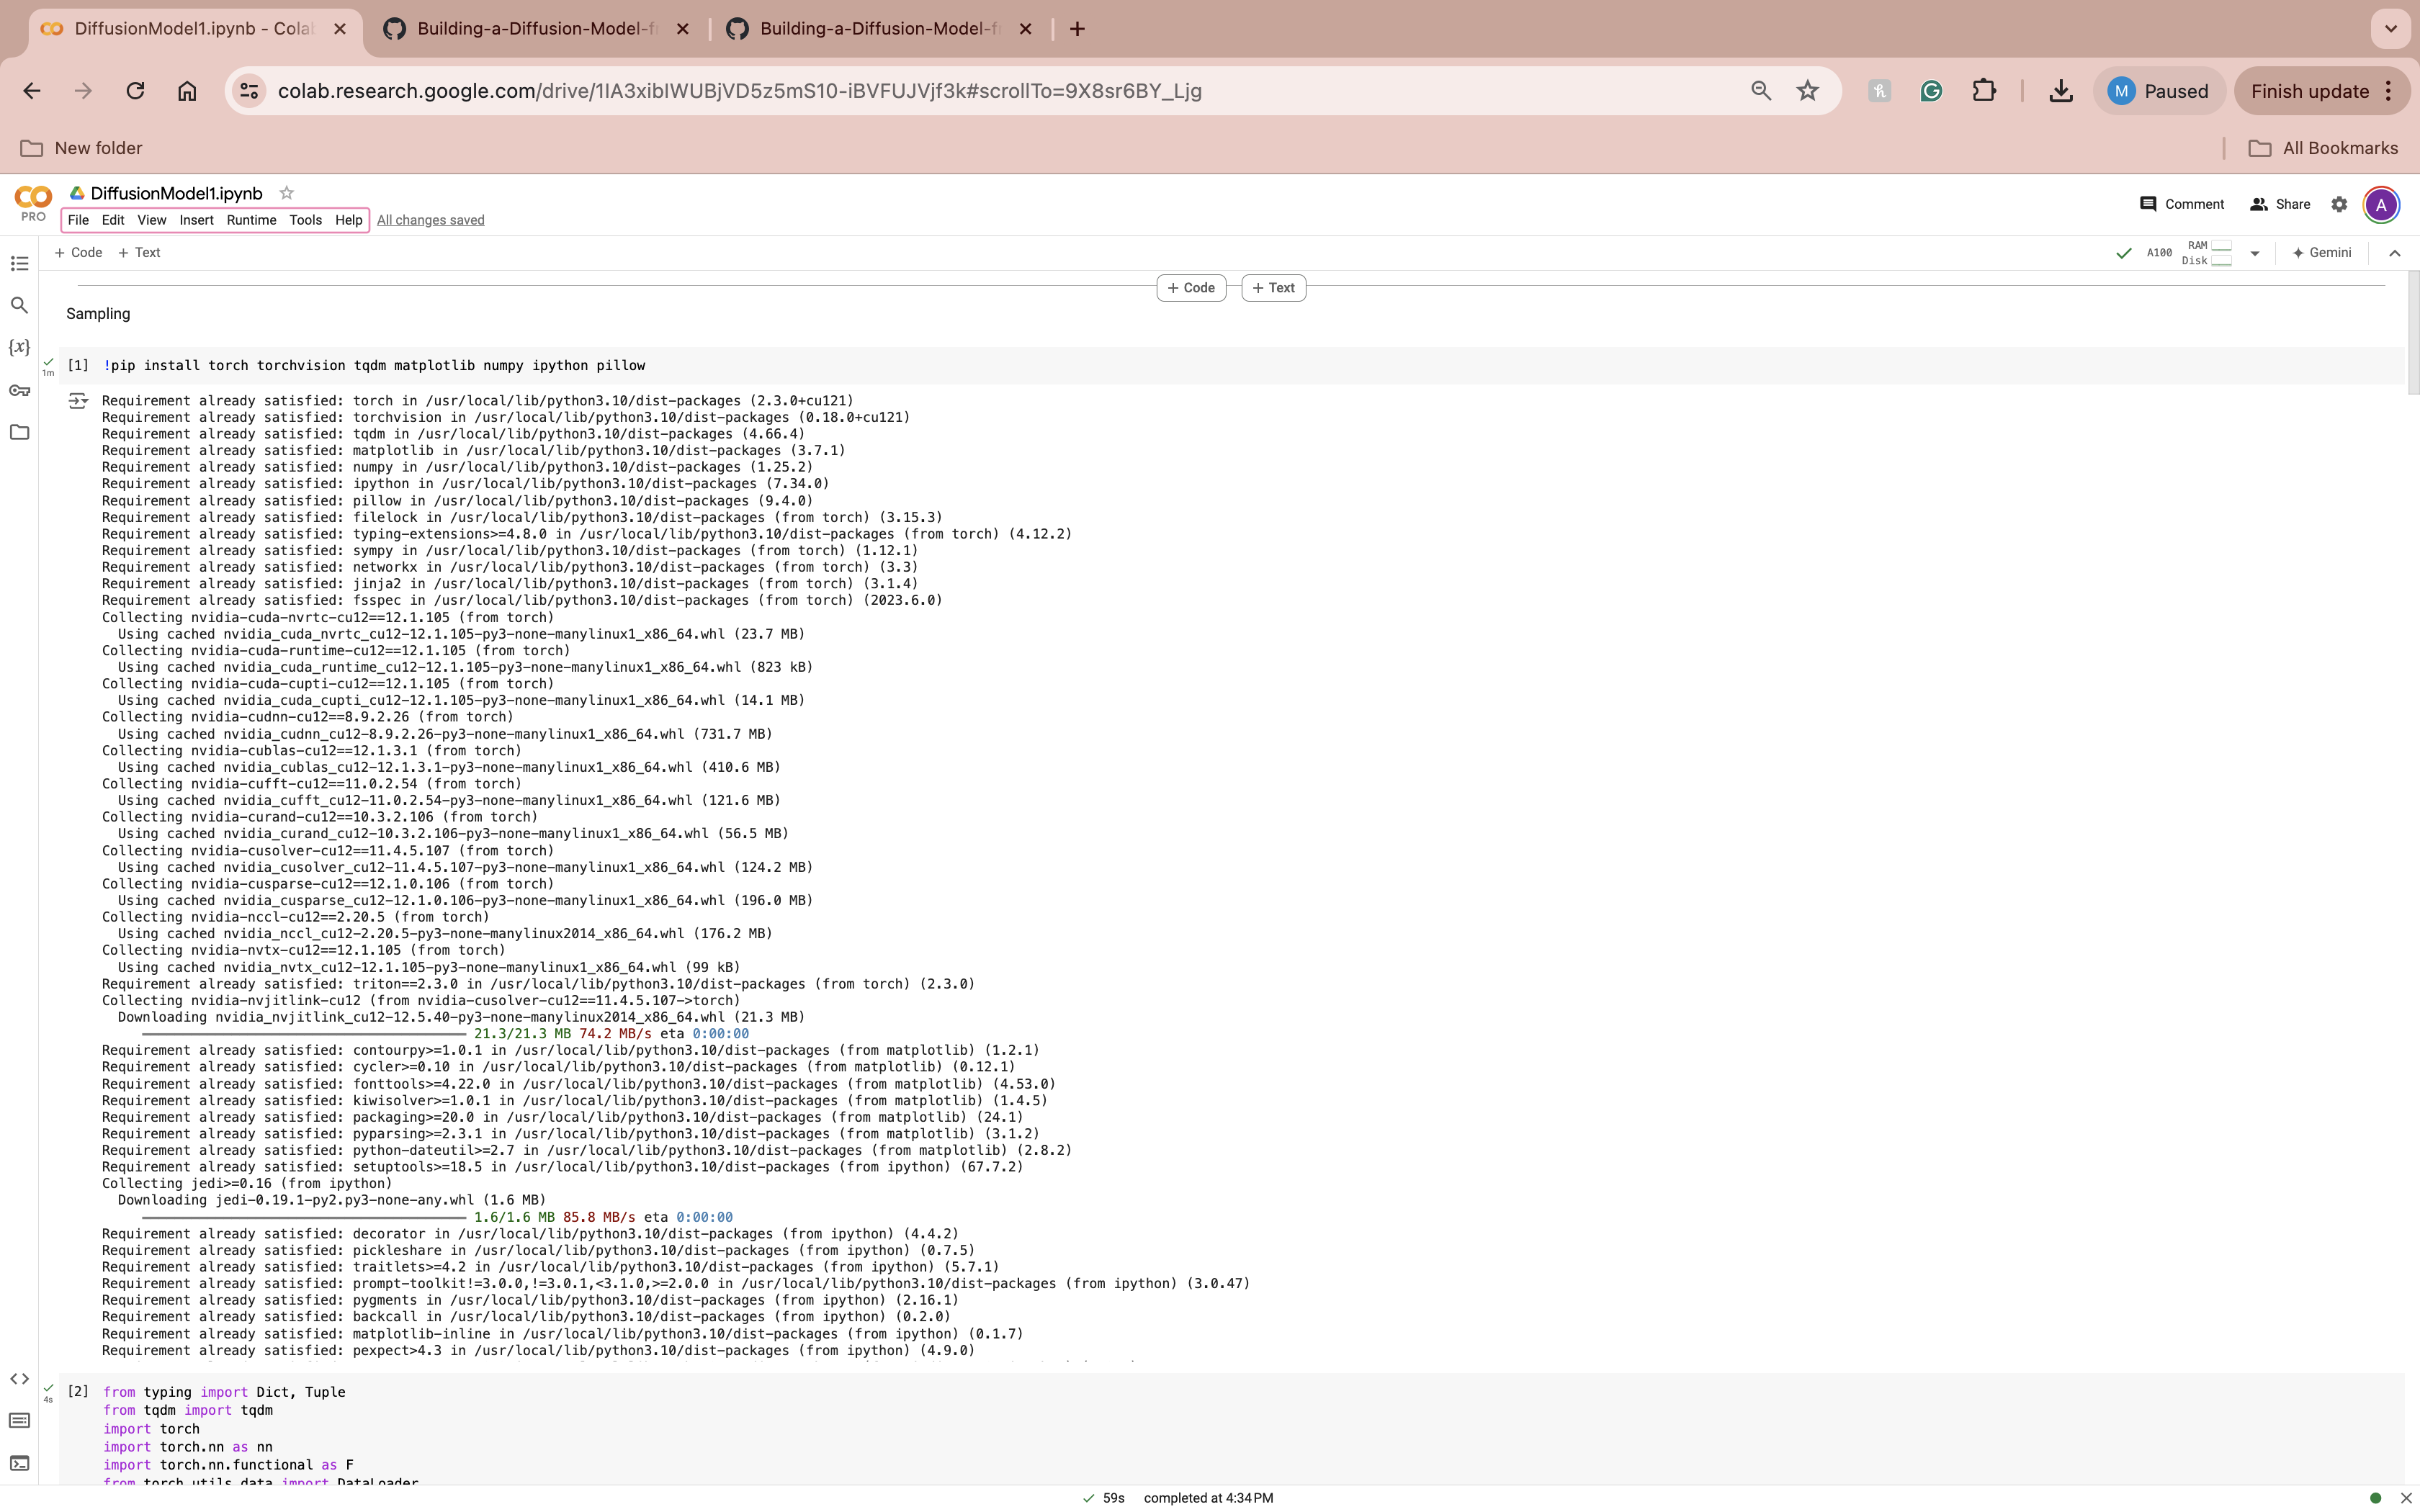 DiffusionModel1.ipynb - Cola
Building-a-Diffusion-Model-f
Building-a-Diffusion-Model-f
colab.research.google.com/drive/1IA3xibIWUBjVD5z5mS10-iBVFUJVjf3k#scrollTo=9X8sr6BY_Ljg
M Paused
Finish update
New folder
All Bookmarks
CO PRO
DiffusionModel1.ipynb
File Edit View Insert Runtime Tools Help All changes saved
Comment
Share
A
+ Code + Text
A100 RAM Disk
Gemini
+ Code
+ Text
Sampling
1m
[1] !pip install torch torchvision tqdm matplotlib numpy ipython pillow
Requirement already satisfied: torch in /usr/local/lib/python3.10/dist-packages (2.3.0+cu121)
Requirement already satisfied: torchvision in /usr/local/lib/python3.10/dist-packages (0.18.0+cu121)
Requirement already satisfied: tqdm in /usr/local/lib/python3.10/dist-packages (4.66.4)
Requirement already satisfied: matplotlib in /usr/local/lib/python3.10/dist-packages (3.7.1)
Requirement already satisfied: numpy in /usr/local/lib/python3.10/dist-packages (1.25.2)
Requirement already satisfied: ipython in /usr/local/lib/python3.10/dist-packages (7.34.0)
Requirement already satisfied: pillow in /usr/local/lib/python3.10/dist-packages (9.4.0)
Requirement already satisfied: filelock in /usr/local/lib/python3.10/dist-packages (from torch) (3.15.3)
Requirement already satisfied: typing-extensions>=4.8.0 in /usr/local/lib/python3.10/dist-packages (from torch) (4.12.2)
Requirement already satisfied: sympy in /usr/local/lib/python3.10/dist-packages (from torch) (1.12.1)
Requirement already satisfied: networkx in /usr/local/lib/python3.10/dist-packages (from torch) (3.3)
Requirement already satisfied: jinja2 in /usr/local/lib/python3.10/dist-packages (from torch) (3.1.4)
Requirement already satisfied: fsspec in /usr/local/lib/python3.10/dist-packages (from torch) (2023.6.0)
Collecting nvidia-cuda-nvrtc-cu12==12.1.105 (from torch)
Using cached nvidia_cuda_nvrtc_cu12-12.1.105-py3-none-manylinux1_x86_64.whl (23.7 MB)
Collecting nvidia-cuda-runtime-cu12==12.1.105 (from torch)
Using cached nvidia_cuda_runtime_cu12-12.1.105-py3-none-manylinux1_x86_64.whl (823 kB)
Collecting nvidia-cuda-cupti-cu12==12.1.105 (from torch)
Using cached nvidia_cuda_cupti_cu12-12.1.105-py3-none-manylinux1_x86_64.whl (14.1 MB)
Collecting nvidia-cudnn-cu12==8.9.2.26 (from torch)
Using cached nvidia_cudnn_cu12-8.9.2.26-py3-none-manylinux1_x86_64.whl (731.7 MB)
Collecting nvidia-cublas-cu12==12.1.3.1 (from torch)
Using cached nvidia_cublas_cu12-12.1.3.1-py3-none-manylinux1_x86_64.whl (410.6 MB)
Collecting nvidia-cufft-cu12==11.0.2.54 (from torch)
Using cached nvidia_cufft_cu12-11.0.2.54-py3-none-manylinux1_x86_64.whl (121.6 MB)
Collecting nvidia-curand-cu12==10.3.2.106 (from torch)
Using cached nvidia_curand_cu12-10.3.2.106-py3-none-manylinux1_x86_64.whl (56.5 MB)
Collecting nvidia-cusolver-cu12==11.4.5.107 (from torch)
Using cached nvidia_cusolver_cu12-11.4.5.107-py3-none-manylinux1_x86_64.whl (124.2 MB)
Collecting nvidia-cusparse-cu12==12.1.0.106 (from torch)
Using cached nvidia_cusparse_cu12-12.1.0.106-py3-none-manylinux1_x86_64.whl (196.0 MB)
Collecting nvidia-nccl-cu12==2.20.5 (from torch)
Using cached nvidia_nccl_cu12-2.20.5-py3-none-manylinux2014_x86_64.whl (176.2 MB)
Collecting nvidia-nvtx-cu12==12.1.105 (from torch)
Using cached nvidia_nvtx_cu12-12.1.105-py3-none-manylinux1_x86_64.whl (99 kB)
Requirement already satisfied: triton==2.3.0 in /usr/local/lib/python3.10/dist-packages (from torch) (2.3.0)
Collecting nvidia-nvjitlink-cu12 (from nvidia-cusolver-cu12==11.4.5.107->torch)
Downloading nvidia_nvjitlink_cu12-12.5.40-py3-none-manylinux2014_x86_64.whl (21.3 MB)
21.3/21.3 MB 74.2 MB/s eta 0:00:00
Requirement already satisfied: contourpy>=1.0.1 in /usr/local/lib/python3.10/dist-packages (from matplotlib) (1.2.1)
Requirement already satisfied: cycler>=0.10 in /usr/local/lib/python3.10/dist-packages (from matplotlib) (0.12.1)
Requirement already satisfied: fonttools>=4.22.0 in /usr/local/lib/python3.10/dist-packages (from matplotlib) (4.53.0)
Requirement already satisfied: kiwisolver>=1.0.1 in /usr/local/lib/python3.10/dist-packages (from matplotlib) (1.4.5)
Requirement already satisfied: packaging>=20.0 in /usr/local/lib/python3.10/dist-packages (from matplotlib) (24.1)
Requirement already satisfied: pyparsing>=2.3.1 in /usr/local/lib/python3.10/dist-packages (from matplotlib) (3.1.2)
Requirement already satisfied: python-dateutil>=2.7 in /usr/local/lib/python3.10/dist-packages (from matplotlib) (2.8.2)
Requirement already satisfied: setuptools>=18.5 in /usr/local/lib/python3.10/dist-packages (from ipython) (67.7.2)
Collecting jedi>=0.16 (from ipython)
Downloading jedi-0.19.1-py2.py3-none-any.whl (1.6 MB)
1.6/1.6 MB 85.8 MB/s eta 0:00:00
Requirement already satisfied: decorator in /usr/local/lib/python3.10/dist-packages (from ipython) (4.4.2)
Requirement already satisfied: pickleshare in /usr/local/lib/python3.10/dist-packages (from ipython) (0.7.5)
Requirement already satisfied: traitlets>=4.2 in /usr/local/lib/python3.10/dist-packages (from ipython) (5.7.1)
Requirement already satisfied: prompt-toolkit!=3.0.0,!=3.0.1,<3.1.0,>=2.0.0 in /usr/local/lib/python3.10/dist-packages (from ipython) (3.0.47)
Requirement already satisfied: pygments in /usr/local/lib/python3.10/dist-packages (from ipython) (2.16.1)
Requirement already satisfied: backcall in /usr/local/lib/python3.10/dist-packages (from ipython) (0.2.0)
Requirement already satisfied: matplotlib-inline in /usr/local/lib/python3.10/dist-packages (from ipython) (0.1.7)
Requirement already satisfied: pexpect>4.3 in /usr/local/lib/python3.10/dist-packages (from ipython) (4.9.0)
4s
[2] from typing import Dict, Tuple
from tqdm import tqdm
import torch
import torch.nn as nn
import torch.nn.functional as F
from torch.utils.data import DataLoader
59s completed at 4:34 PM